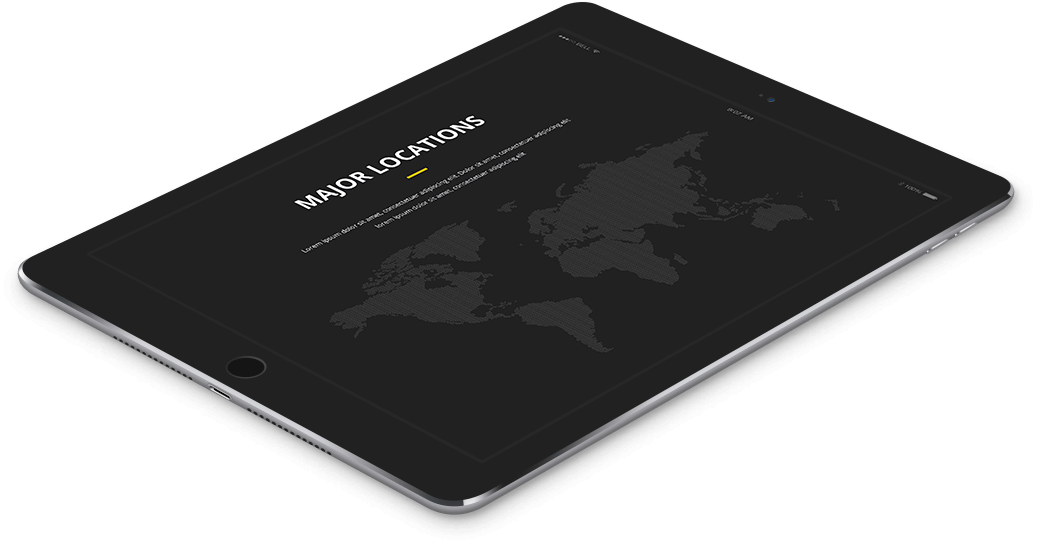 TTRU
9:07 AM
100%
MAJOR LOCATIONS
Lorem ipsum dolor sit amet, consectetuer adipiscing elit. Dolor sit amet, consectetuer adipiscing elit
lorem ipsum dolor sit amet, consectetuer adipiscing elit